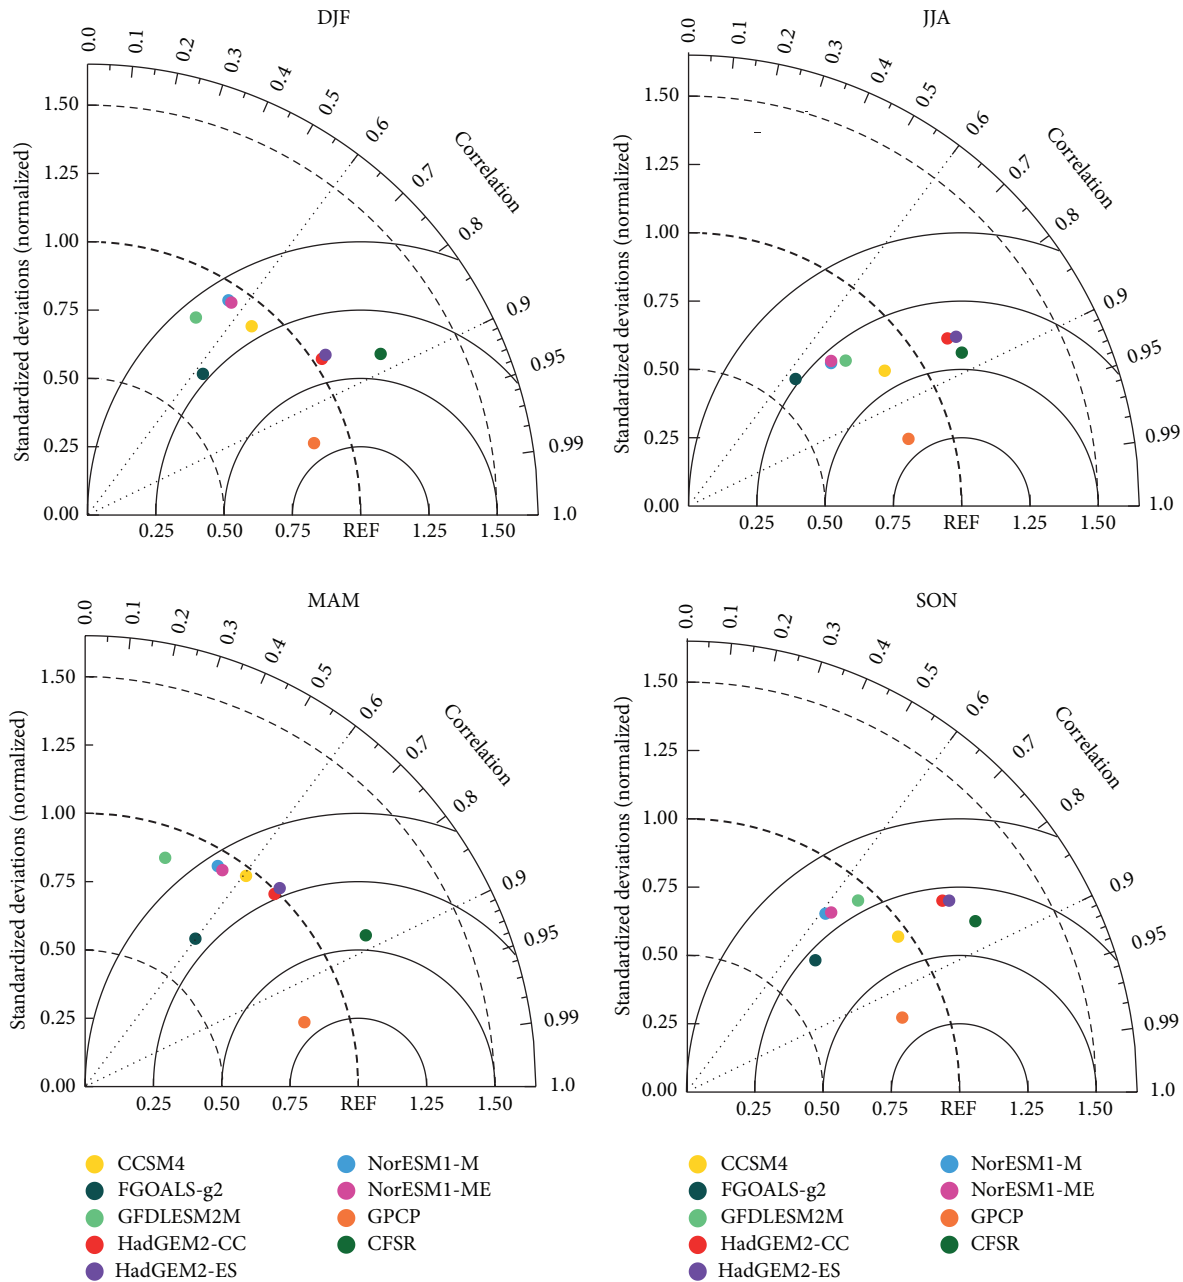 DJF
0.0
0.1
0.2
0.3
0.4
0.5
0.6
0.7
0.8
0.9
0.95
0.99
1.0
Correlation
Standardized deviations (normalized)
1.50
1.25
1.00
0.75
0.50
0.25
0.00
0.25 0.50 0.75 REF 1.25 1.50
JJA
0.0
0.1
0.2
0.3
0.4
0.5
0.6
0.7
0.8
0.9
0.95
0.99
1.0
Correlation
Standardized deviations (normalized)
1.50
1.25
1.00
0.75
0.50
0.25
0.00
0.25 0.50 0.75 REF 1.25 1.50
MAM
0.0
0.1
0.2
0.3
0.4
0.5
0.6
0.7
0.8
0.9
0.95
0.99
1.0
Correlation
Standardized deviations (normalized)
1.50
1.25
1.00
0.75
0.50
0.25
0.00
0.25 0.50 0.75 REF 1.25 1.50
SON
0.0
0.1
0.2
0.3
0.4
0.5
0.6
0.7
0.8
0.9
0.95
0.99
1.0
Correlation
Standardized deviations (normalized)
1.50
1.25
1.00
0.75
0.50
0.25
0.00
0.25 0.50 0.75 REF 1.25 1.50
CCSM4
FGOALS-g2
GFDLESM2M
HadGEM2-CC
HadGEM2-ES
NorESM1-M
NorESM1-ME
GPCP
CFSR
CCSM4
FGOALS-g2
GFDLESM2M
HadGEM2-CC
HadGEM2-ES
NorESM1-M
NorESM1-ME
GPCP
CFSR